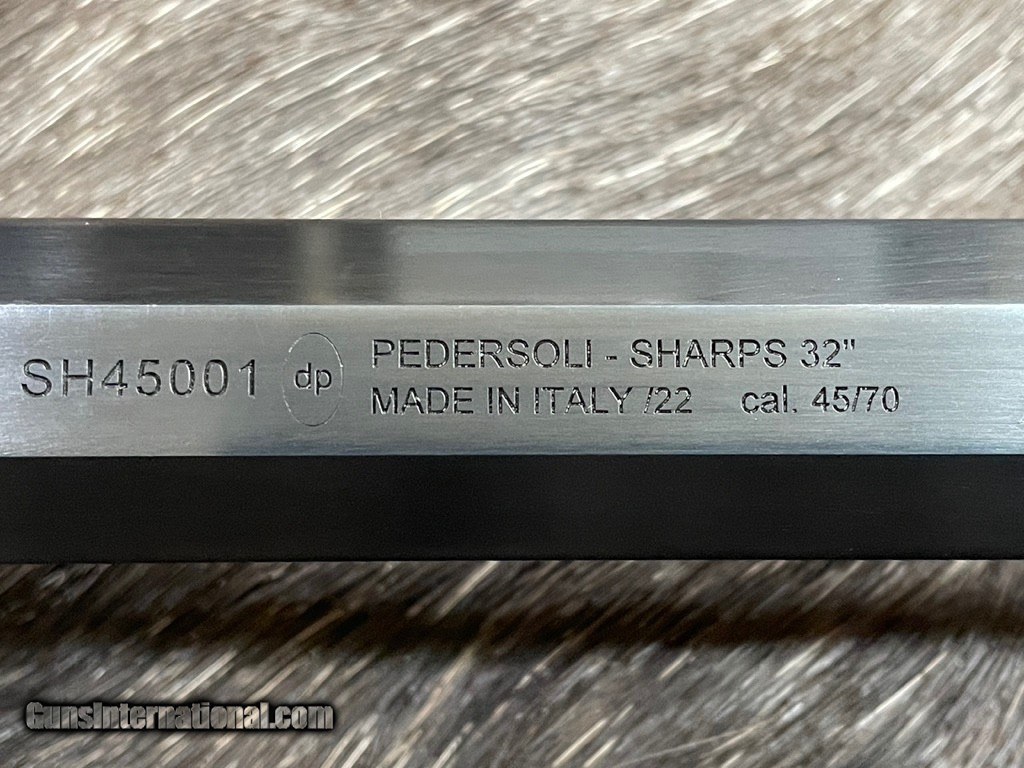 SH45001 dp PEDERSOLI - SHARPS 32"
MADE IN ITALY /22 cal. 45/70
GunsInternational.com